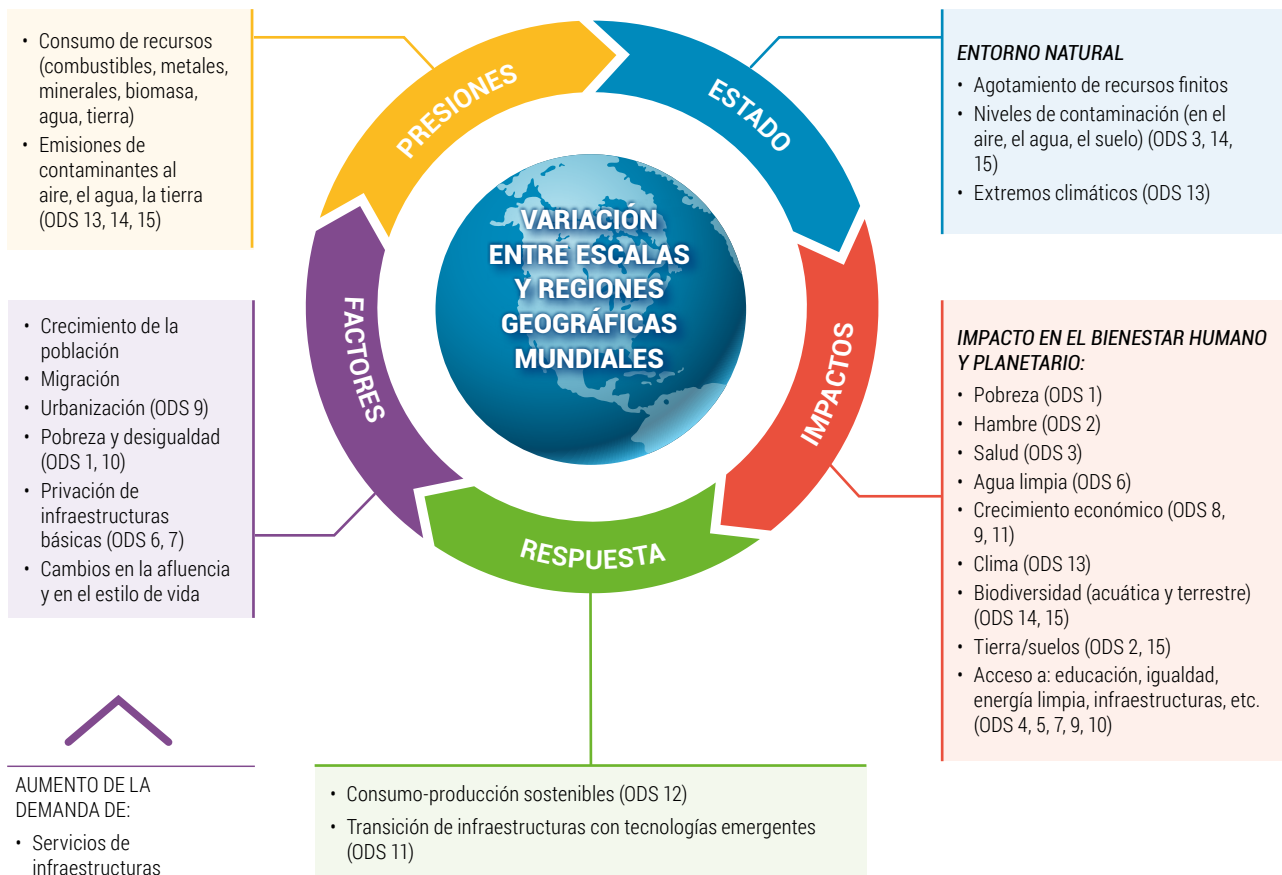 • Consumo de recursos
(combustibles, metales,
minerales, biomasa,
agua, tierra)
• Emisiones de
contaminantes al
aire, el agua, la tierra
(ODS 13, 14, 15)
PRESIONES
ESTADO
ENTORNO NATURAL
• Agotamiento de recursos finitos
• Niveles de contaminación (en el
aire, el agua, el suelo) (ODS 3, 14,
15)
• Extremos climáticos (ODS 13)
VARIACIÓN
ENTRE ESCALAS
Y REGIONES
GEOGRÁFICAS
MUNDIALES
FACTORES
• Crecimiento de la
población
• Migración
• Urbanización (ODS 9)
• Pobreza y desigualdad
(ODS 1, 10)
• Privación de
infraestructuras
básicas (ODS 6, 7)
• Cambios en la afluencia
y en el estilo de vida
IMPACTOS
IMPACTO EN EL BIENESTAR HUMANO
Y PLANETARIO:
• Pobreza (ODS 1)
• Hambre (ODS 2)
• Salud (ODS 3)
• Agua limpia (ODS 6)
• Crecimiento económico (ODS 8,
9, 11)
• Clima (ODS 13)
• Biodiversidad (acuática y terrestre)
(ODS 14, 15)
• Tierra/suelos (ODS 2, 15)
• Acceso a: educación, igualdad,
energía limpia, infraestructuras, etc.
(ODS 4, 5, 7, 9, 10)
RESPUESTA
AUMENTO DE LA
DEMANDA DE:
• Servicios de
infraestructuras
• Consumo-producción sostenibles (ODS 12)
• Transición de infraestructuras con tecnologías emergentes
(ODS 11)